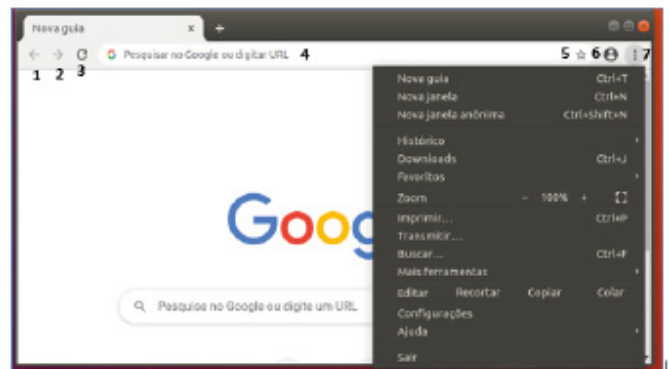 Nova guia
Pesquisar no Google ou digitar URL 4 5 6 7
1 2 3
Nova guia Ctrl+T
Nova janela Ctrl+N
Nova janela anônima Ctrl+Shift+N
Histórico
Downloads Ctrl+J
Favoritos
Zoom - 100% +
Imprimir... Ctrl+P
Transmitir...
Buscar... Ctrl+F
Mais ferramentas
Editar Recortar Copiar Colar
Configurações
Ajuda
Sair
Goog
Pesquise no Google ou digite um URL